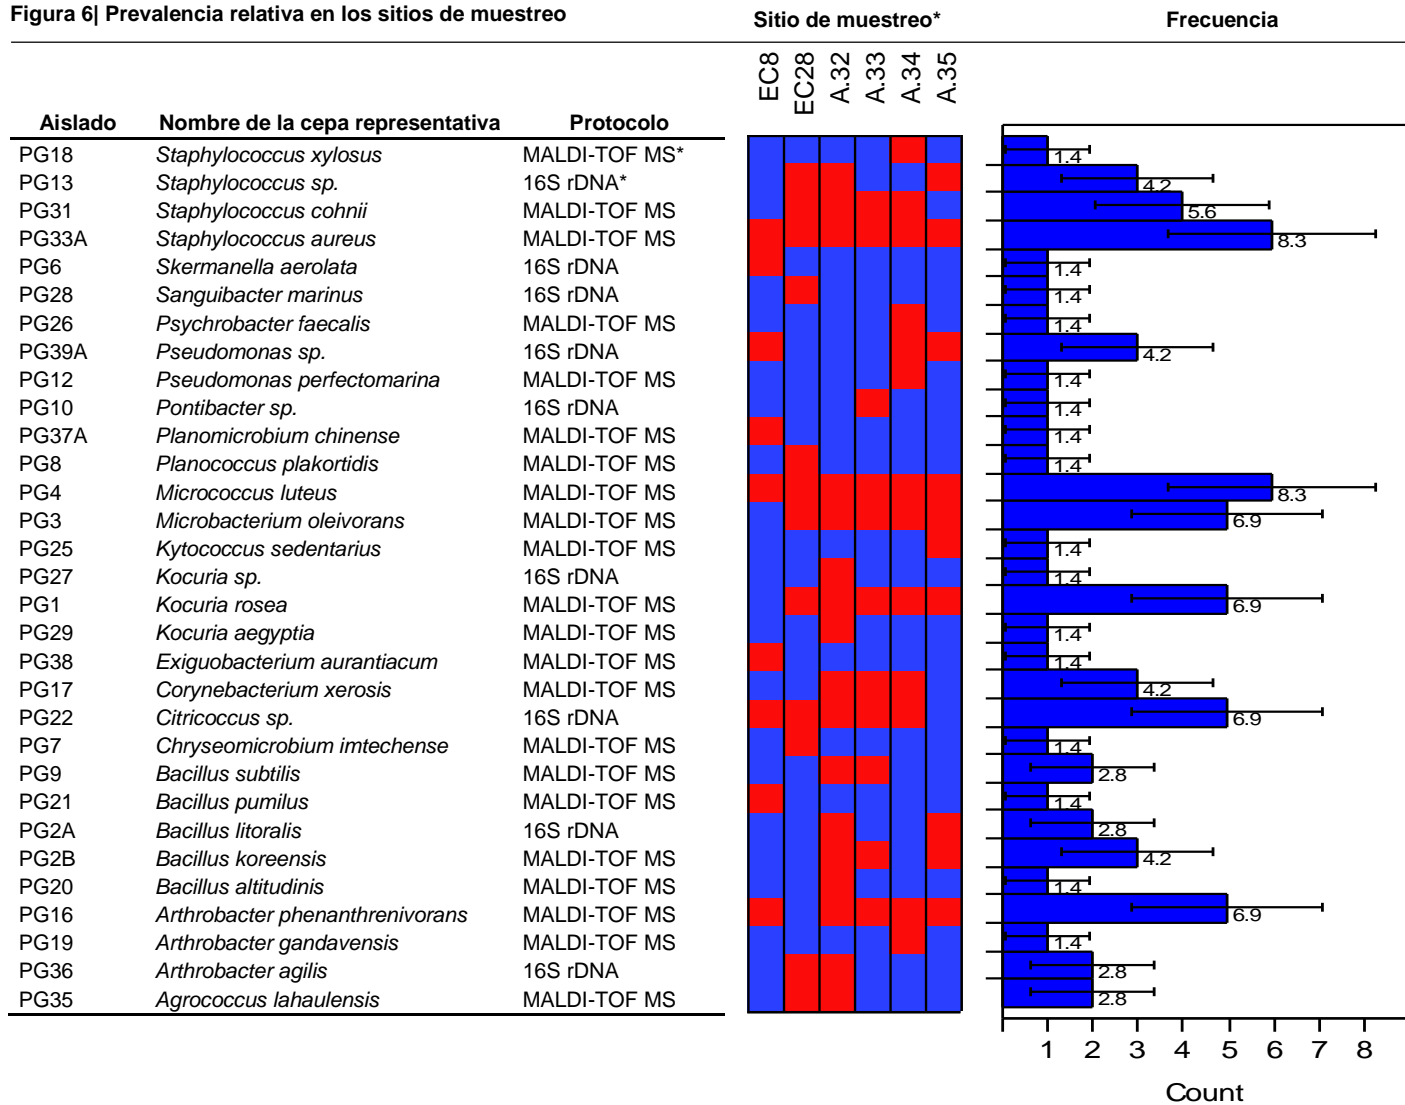 Figura 6| Prevalencia relativa en los sitios de muestreo
Sitio de muestreo*
Frecuencia
EC8
EC28
A.32
A.33
A.34
A.35
Aislado Nombre de la cepa representativa Protocolo
PG18 Staphylococcus xylosus MALDI-TOF MS* 1.4
PG13 Staphylococcus sp. 16S rDNA* 4.2
PG31 Staphylococcus cohnii MALDI-TOF MS 5.6
PG33A Staphylococcus aureus MALDI-TOF MS 8.3
PG6 Skermanella aerolata 16S rDNA 1.4
PG28 Sanguibacter marinus 16S rDNA 1.4
PG26 Psychrobacter faecalis MALDI-TOF MS 1.4
PG39A Pseudomonas sp. 16S rDNA 4.2
PG12 Pseudomonas perfectomarina MALDI-TOF MS 1.4
PG10 Pontibacter sp. 16S rDNA 1.4
PG37A Planomicrobium chinense MALDI-TOF MS 1.4
PG8 Planococcus plakortidis MALDI-TOF MS 1.4
PG4 Micrococcus luteus MALDI-TOF MS 8.3
PG3 Microbacterium oleivorans MALDI-TOF MS 6.9
PG25 Kytococcus sedentarius MALDI-TOF MS 1.4
PG27 Kocuria sp. 16S rDNA 1.4
PG1 Kocuria rosea MALDI-TOF MS 6.9
PG29 Kocuria aegyptia MALDI-TOF MS 1.4
PG38 Exiguobacterium aurantiacum MALDI-TOF MS 1.4
PG17 Corynebacterium xerosis MALDI-TOF MS 4.2
PG22 Citricoccus sp. 16S rDNA 6.9
PG7 Chryseomicrobium imtechense MALDI-TOF MS 1.4
PG9 Bacillus subtilis MALDI-TOF MS 2.8
PG21 Bacillus pumilus MALDI-TOF MS 1.4
PG2A Bacillus litoralis 16S rDNA 2.8
PG2B Bacillus koreensis MALDI-TOF MS 4.2
PG20 Bacillus altitudinis MALDI-TOF MS 1.4
PG16 Arthrobacter phenanthrenivorans MALDI-TOF MS 6.9
PG19 Arthrobacter gandavensis MALDI-TOF MS 1.4
PG36 Arthrobacter agilis 16S rDNA 2.8
PG35 Agrococcus lahaulensis MALDI-TOF MS 2.8
1 2 3 4 5 6 7 8
Count